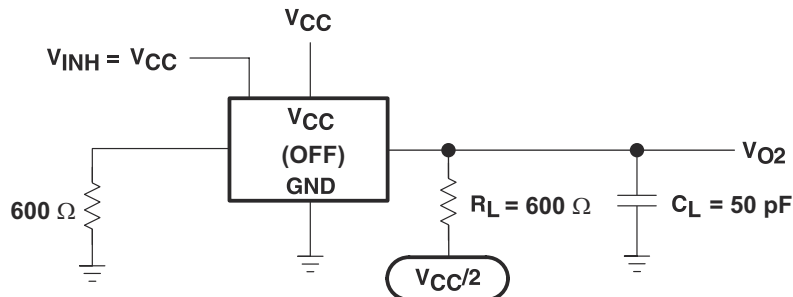 VCC
VINH = VCC
VCC
(OFF)
GND
VO2
600 Ω
RL = 600 Ω
CL = 50 pF
VCC/2